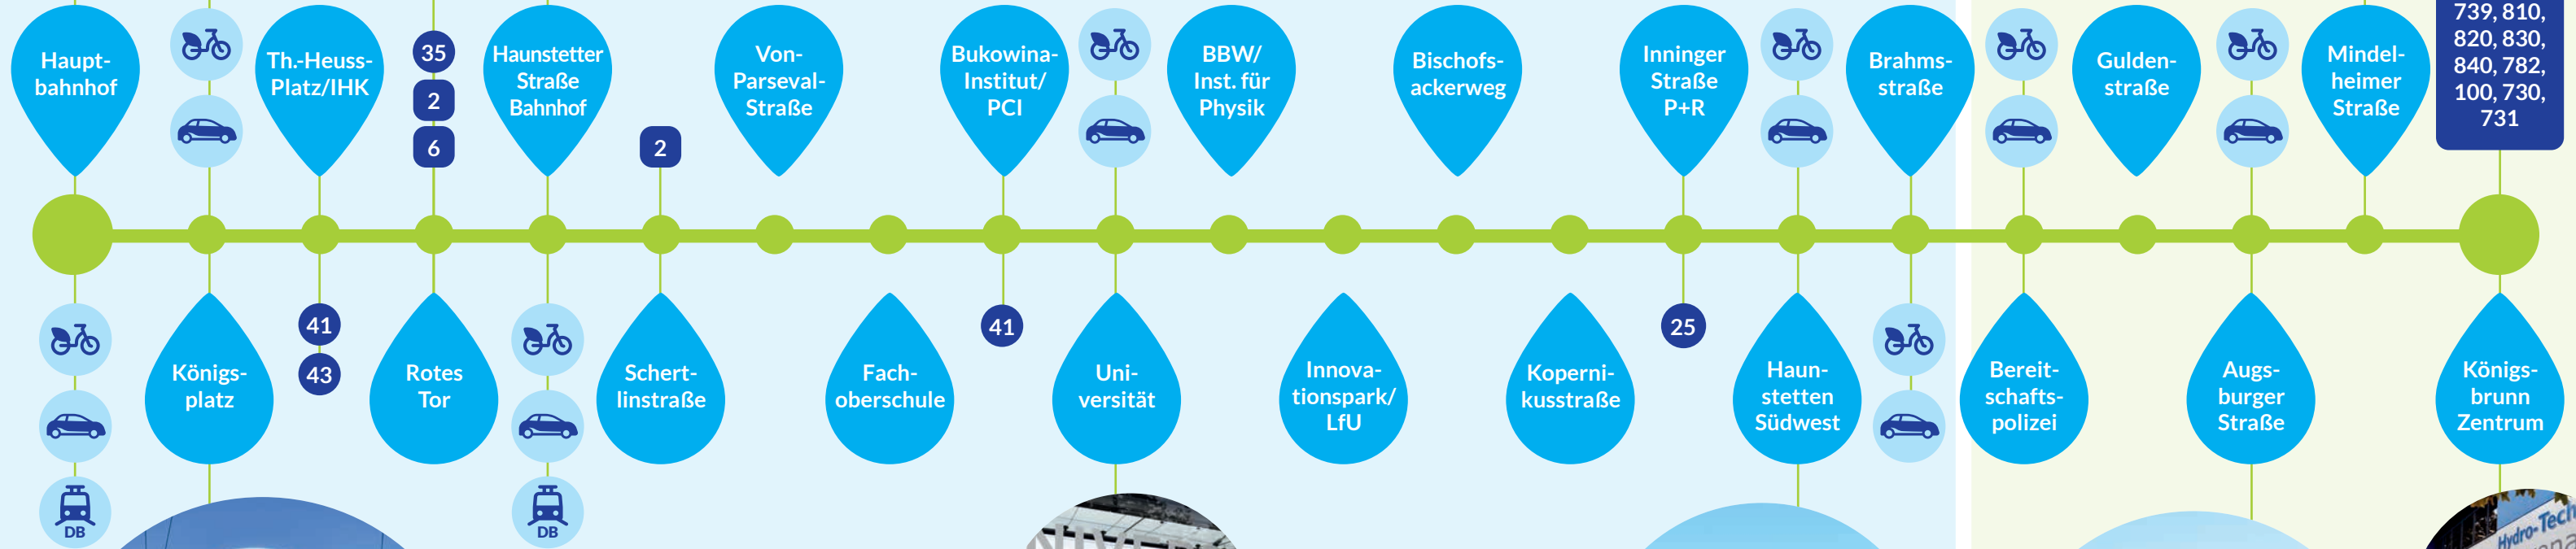 Haupt-
bahnhof
Th.-Heuss-
Platz/IHK
35
2
6
Haunstetter
Straße
Bahnhof
2
Von-
Parseval-
Straße
Bukowina-
Institut/
PCI
BBW/
Inst. für
Physik
Bischofs-
ackerweg
Inninger
Straße
P+R
Brahms-
straße
Gulden-
straße
Mindel-
heimer
Straße
739, 810,
820, 830,
840, 782,
100, 730,
731
DB
Königs-
platz
41
43
Rotes
Tor
DB
Schert-
linstraße
Fach-
oberschule
41
Uni-
versität
Innova-
tionspark/
LfU
Koperni-
kusstraße
25
Haun-
stetten
Südwest
Bereit-
schafts-
polizei
Augs-
burger
Straße
Königs-
brunn
Zentrum
Hydro-Tech